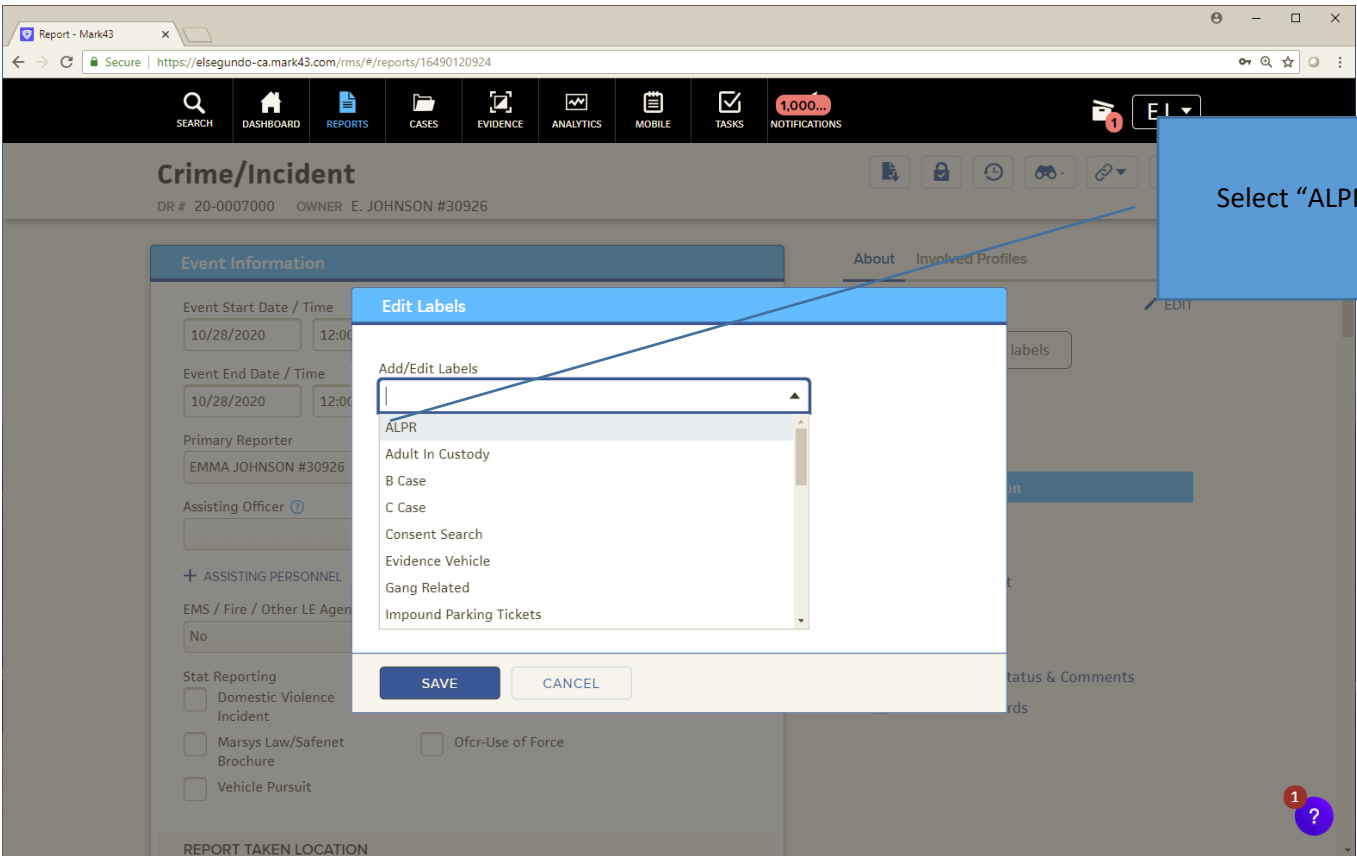 Report - Mark43
Secure | https://elsegundo-ca.mark43.com/rms/#/reports/16490120924
SEARCH DASHBOARD REPORTS CASES EVIDENCE ANALYTICS MOBILE TASKS 1,000... NOTIFICATIONS 1 E J
Select “ALP
Crime/Incident
DR # 20-0007000 OWNER E. JOHNSON #30926
Event Information
About Involved Profiles
EDIT
labels
Event Start Date / Time
10/28/2020 12:00
Event End Date / Time
10/28/2020 12:00
Primary Reporter
EMMA JOHNSON #30926
Assisting Officer ?
+ ASSISTING PERSONNEL
EMS / Fire / Other LE Agen
No
Stat Reporting
Domestic Violence
Incident
Marsys Law/Safenet
Brochure
Ofcr-Use of Force
Vehicle Pursuit
REPORT TAKEN LOCATION
Edit Labels
Add/Edit Labels
ALPR
Adult In Custody
B Case
C Case
Consent Search
Evidence Vehicle
Gang Related
Impound Parking Tickets
SAVE CANCEL
on
t
tatus & Comments
rds
1
?